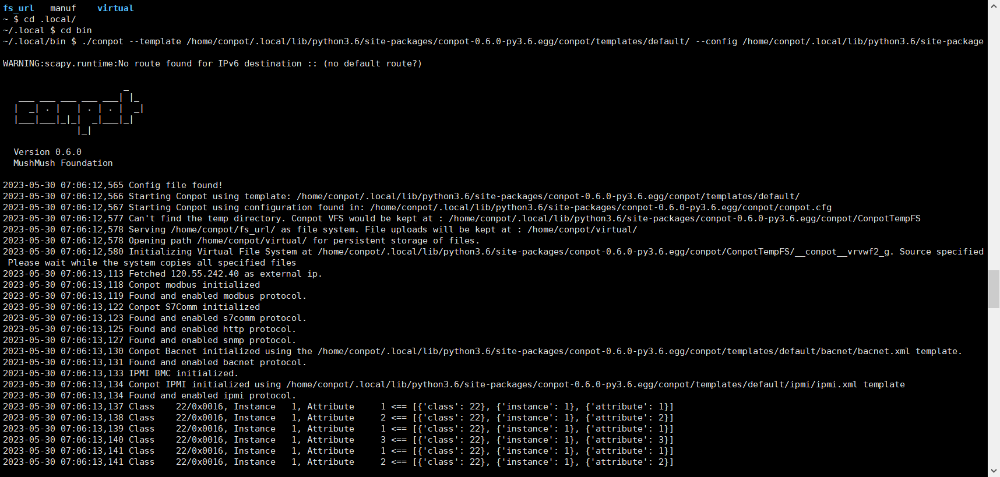 fs_url   manuf    virtual
~ $ cd .local/
~/.local $ cd bin
~/.local/bin $ ./conpot --template /home/conpot/.local/lib/python3.6/site-packages/conpot-0.6.0-py3.6.egg/conpot/templates/default/ --config /home/conpot/.local/lib/python3.6/site-package
WARNING:scapy.runtime:No route found for IPv6 destination :: (no default route?)
conpot
Version 0.6.0
MushMush Foundation
2023-05-30 07:06:12,565 Config file found!
2023-05-30 07:06:12,566 Starting Conpot using template: /home/conpot/.local/lib/python3.6/site-packages/conpot-0.6.0-py3.6.egg/conpot/templates/default/
2023-05-30 07:06:12,567 Starting Conpot using configuration found in: /home/conpot/.local/lib/python3.6/site-packages/conpot-0.6.0-py3.6.egg/conpot/conpot.cfg
2023-05-30 07:06:12,577 Can't find the temp directory. Conpot VFS would be kept at : /home/conpot/.local/lib/python3.6/site-packages/conpot-0.6.0-py3.6.egg/conpot/ConpotTempFS
2023-05-30 07:06:12,578 Serving /home/conpot/fs_url/ as file system. File uploads will be kept at : /home/conpot/virtual/
2023-05-30 07:06:12,578 Opening path /home/conpot/virtual/ for persistent storage of files.
2023-05-30 07:06:12,580 Initializing Virtual File System at /home/conpot/.local/lib/python3.6/site-packages/conpot-0.6.0-py3.6.egg/conpot/ConpotTempFS/__conpot__vrvwf2_g. Source specified
 Please wait while the system copies all specified files
2023-05-30 07:06:13,113 Fetched 120.55.242.40 as external ip.
2023-05-30 07:06:13,118 Conpot modbus initialized
2023-05-30 07:06:13,119 Found and enabled modbus protocol.
2023-05-30 07:06:13,122 Conpot S7Comm initialized
2023-05-30 07:06:13,123 Found and enabled s7comm protocol.
2023-05-30 07:06:13,125 Found and enabled http protocol.
2023-05-30 07:06:13,127 Found and enabled snmp protocol.
2023-05-30 07:06:13,130 Conpot Bacnet initialized using the /home/conpot/.local/lib/python3.6/site-packages/conpot-0.6.0-py3.6.egg/conpot/templates/default/bacnet/bacnet.xml template.
2023-05-30 07:06:13,131 Found and enabled bacnet protocol.
2023-05-30 07:06:13,133 IPMI BMC initialized.
2023-05-30 07:06:13,134 Conpot IPMI initialized using /home/conpot/.local/lib/python3.6/site-packages/conpot-0.6.0-py3.6.egg/conpot/templates/default/ipmi/ipmi.xml template
2023-05-30 07:06:13,134 Found and enabled ipmi protocol.
2023-05-30 07:06:13,137 Class    22/0x0016, Instance   1, Attribute     1 <== [{'class': 22}, {'instance': 1}, {'attribute': 1}]
2023-05-30 07:06:13,138 Class    22/0x0016, Instance   1, Attribute     2 <== [{'class': 22}, {'instance': 1}, {'attribute': 2}]
2023-05-30 07:06:13,139 Class    22/0x0016, Instance   1, Attribute     1 <== [{'class': 22}, {'instance': 1}, {'attribute': 1}]
2023-05-30 07:06:13,140 Class    22/0x0016, Instance   1, Attribute     3 <== [{'class': 22}, {'instance': 1}, {'attribute': 3}]
2023-05-30 07:06:13,141 Class    22/0x0016, Instance   1, Attribute     1 <== [{'class': 22}, {'instance': 1}, {'attribute': 1}]
2023-05-30 07:06:13,141 Class    22/0x0016, Instance   1, Attribute     2 <== [{'class': 22}, {'instance': 1}, {'attribute': 2}]